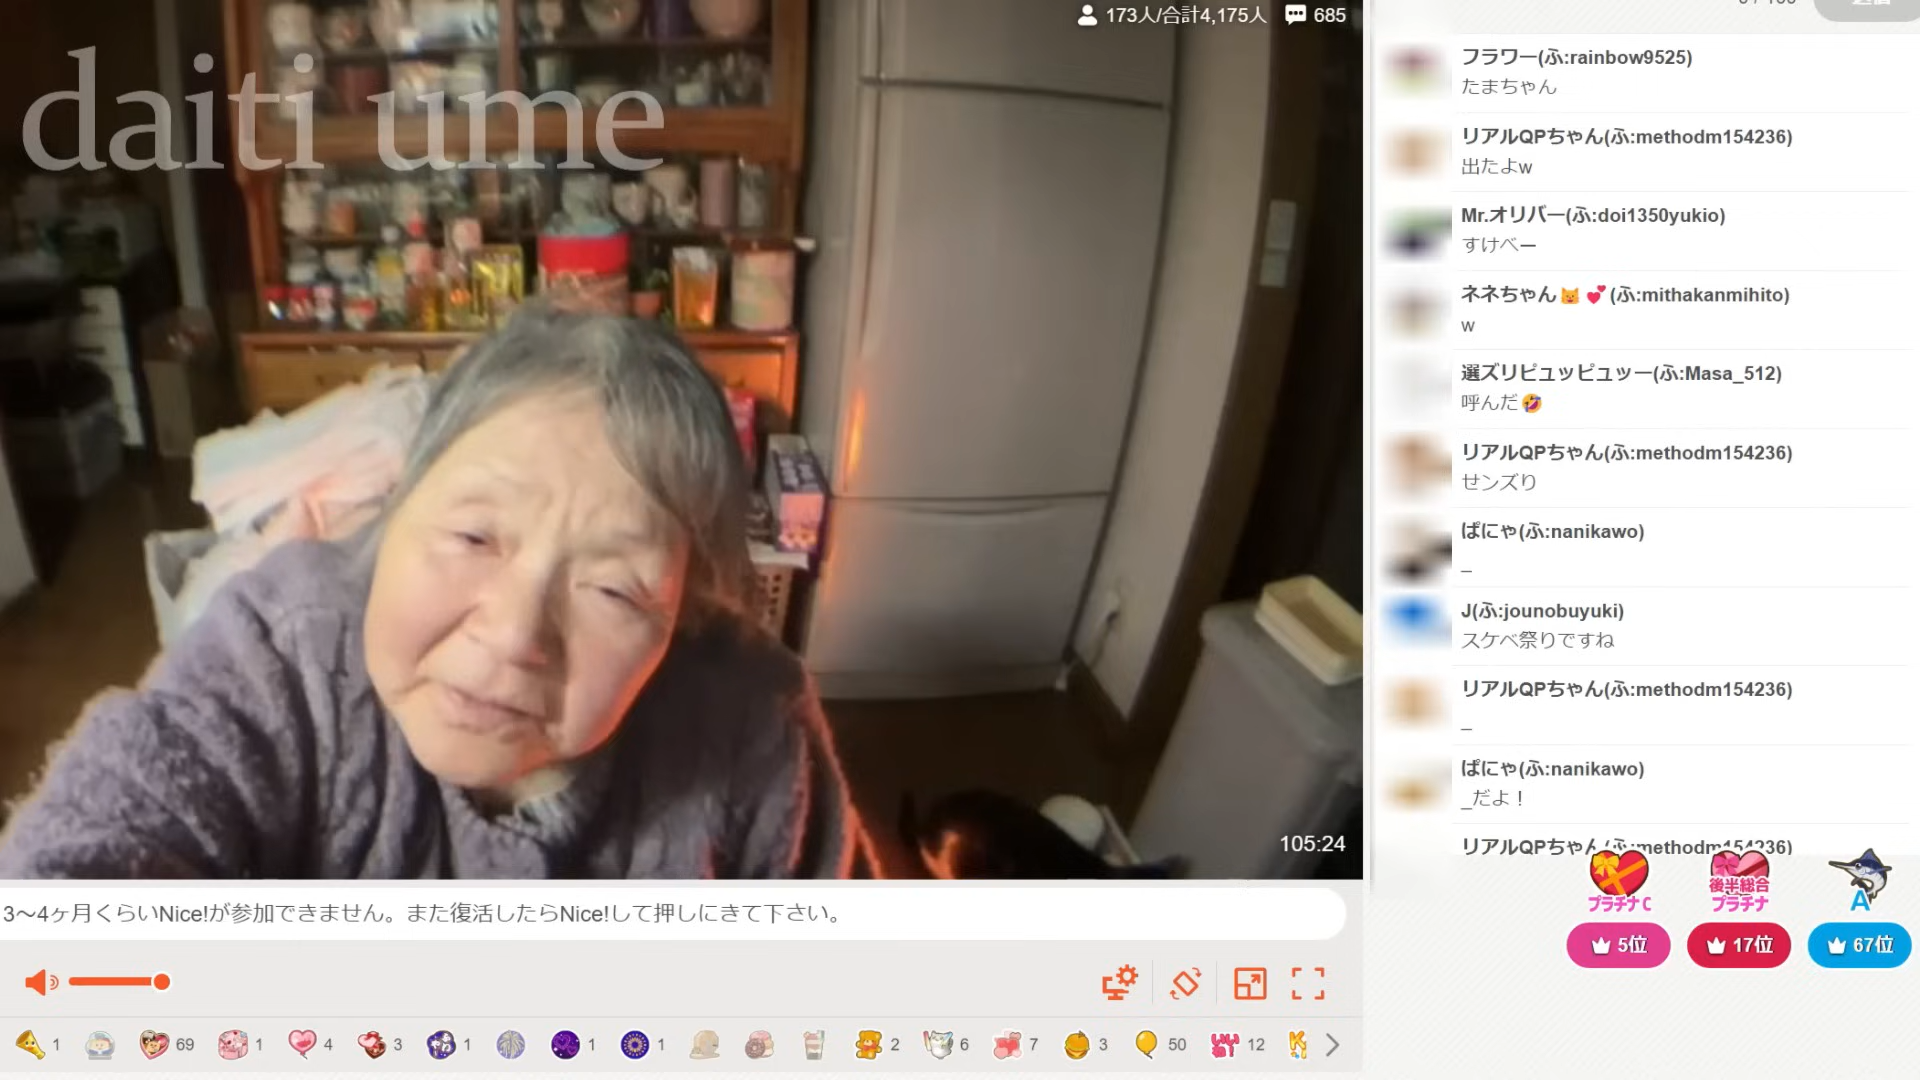 daiti ume
173人/合計4,175人 685
105:24
3〜4ヶ月くらいNice!が参加できません。また復活したらNice!して押しにきて下さい。
1 69 1 4 3 1 1 1 2 6 7 3 50 12
フラワー(ふ:rainbow9525)
たまちゃん
リアルQPちゃん(ふ:methodm154236)
出たよw
Mr.オリバー(ふ:doi1350yukio)
すけべー
ネネちゃん🐱💕(ふ:mithakanmihito)
w
選ズリピュッピュッー(ふ:Masa_512)
呼んだ🤣
リアルQPちゃん(ふ:methodm154236)
センズり
ぱにゃ(ふ:nanikawo)
_
J(ふ:jounobuyuki)
スケベ祭りですね
リアルQPちゃん(ふ:methodm154236)
_
ぱにゃ(ふ:nanikawo)
_だよ！
リアルQPちゃん(ふ:methodm154236)
プラチナC
後半総合
プラチナ
A
5位 17位 67位